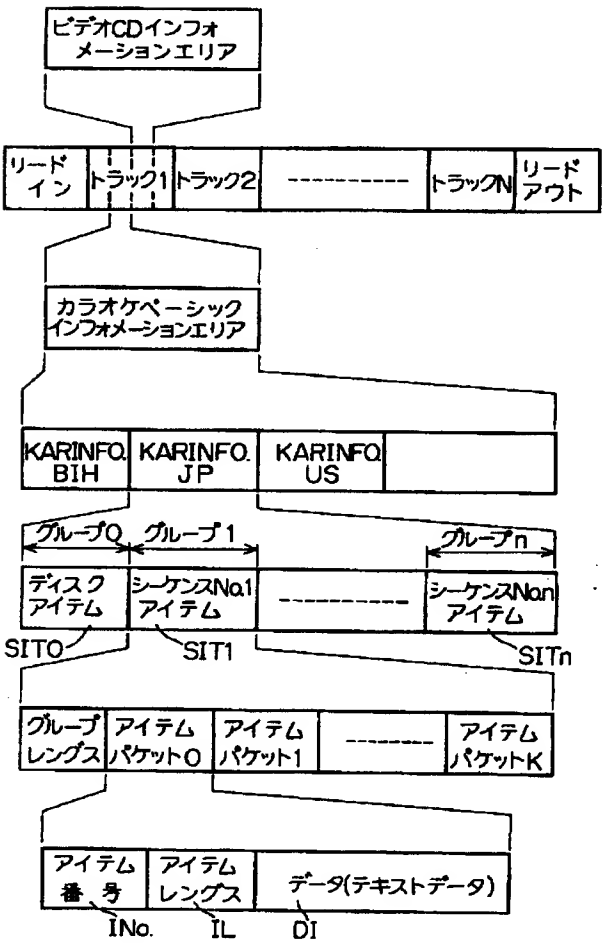 ビデオCDインフォ
メーションエリア
リード
イン
トラック1
トラック2
トラックN
リード
アウト
カラオケベーシック
インフォメーションエリア
KARINFO.
BIH
KARINFO.
JP
KARINFO.
US
グループ0
グループ1
グループn
ディスク
アイテム
シーケンスNo.1
アイテム
シーケンスNo.n
アイテム
SIT0
SIT1
SITn
グループ
レングス
アイテム
パケット0
アイテム
パケット1
アイテム
パケットK
アイテム
番号
アイテム
レングス
データ(テキストデータ)
INo.
IL
DI